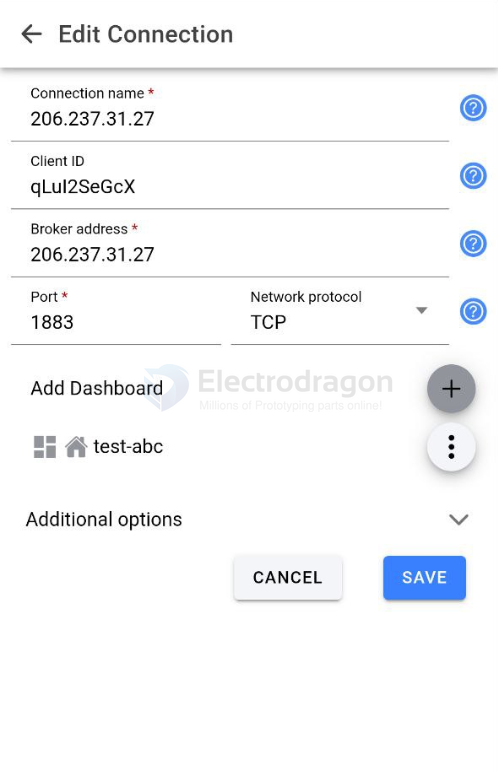 Edit Connection
Connection name *
206.237.31.27
Client ID
qLuI2SeGcX
Broker address *
206.237.31.27
Port * Network protocol
1883 TCP
Add Dashboard
Electrodragon
Millions of Prototyping parts online!
test-abc
Additional options
CANCEL SAVE